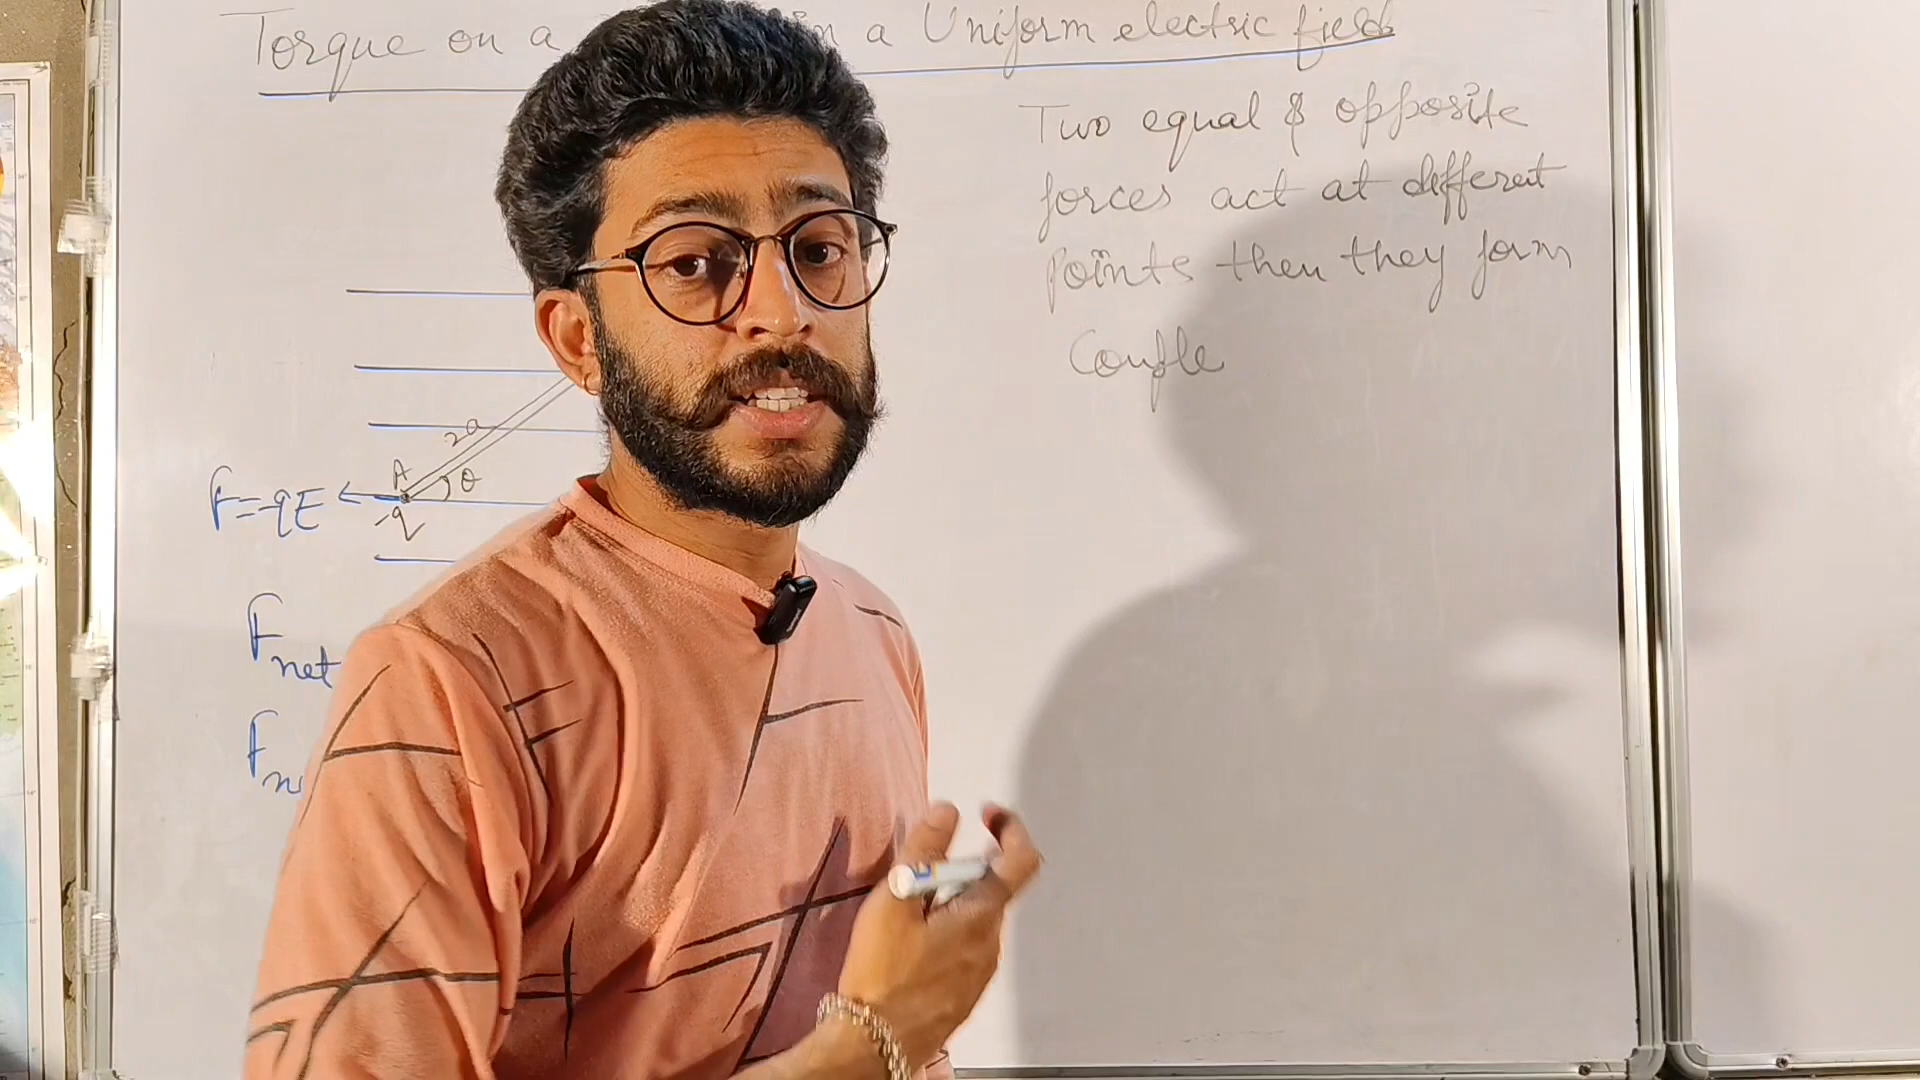 Torque on a in a Uniform electric field
Two equal & opposite
forces act at different
points then they form
Couple
2a
A
θ
F=qE
-q
F net
F n